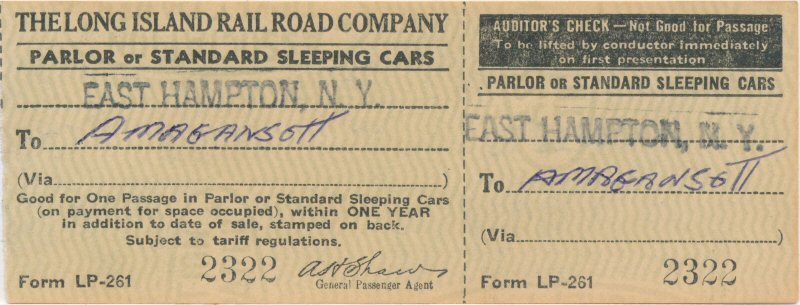 THE LONG ISLAND RAIL ROAD COMPANY
PARLOR or STANDARD SLEEPING CARS
EAST HAMPTON, N. Y.
To AMAGANSETT
(Via)
Good for One Passage in Parlor or Standard Sleeping Cars
(on payment for space occupied), within ONE YEAR
in addition to date of sale, stamped on back.
Subject to tariff regulations.
Form LP-261 2322
General Passenger Agent
AUDITOR'S CHECK — Not Good for Passage
To be lifted by conductor immediately
on first presentation
PARLOR or STANDARD SLEEPING CARS
EAST HAMPTON, N. Y.
To AMAGANSETT
(Via)
Form LP-261 2322